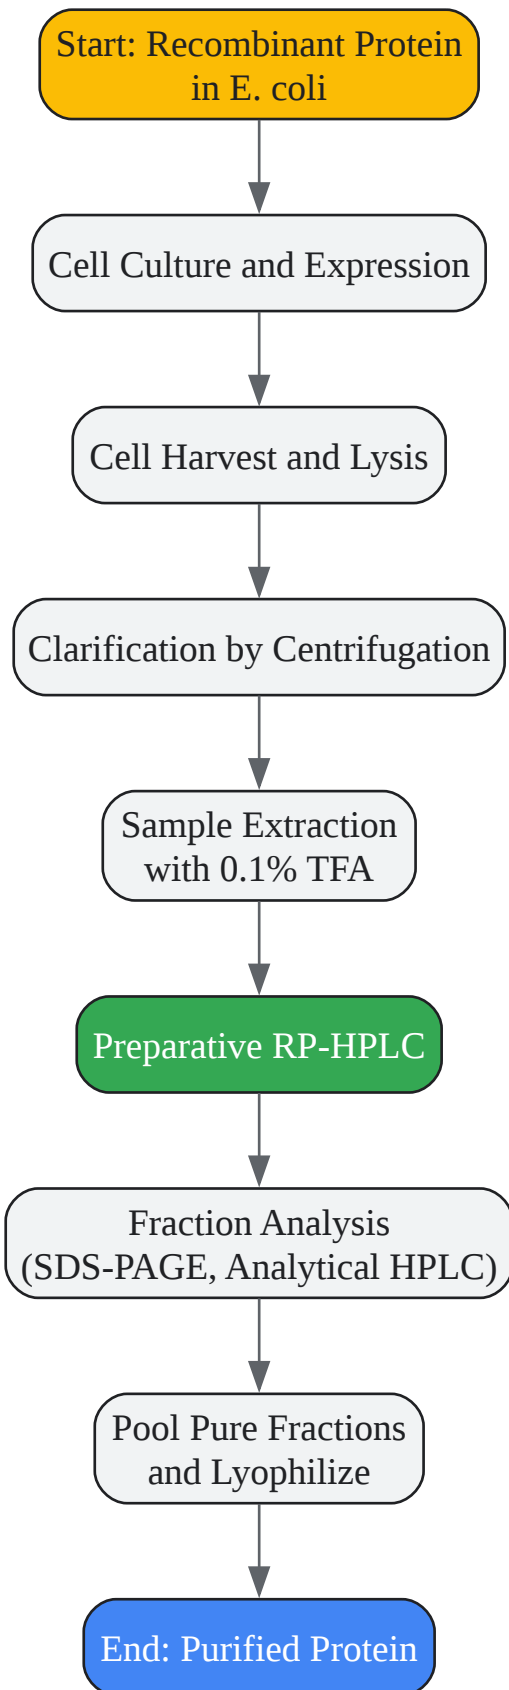 Start: Recombinant Protein
in E. coli
Cell Culture and Expression
Cell Harvest and Lysis
Clarification by Centrifugation
Sample Extraction
with 0.1% TFA
Preparative RP-HPLC
Fraction Analysis
(SDS-PAGE, Analytical HPLC)
Pool Pure Fractions
and Lyophilize
End: Purified Protein